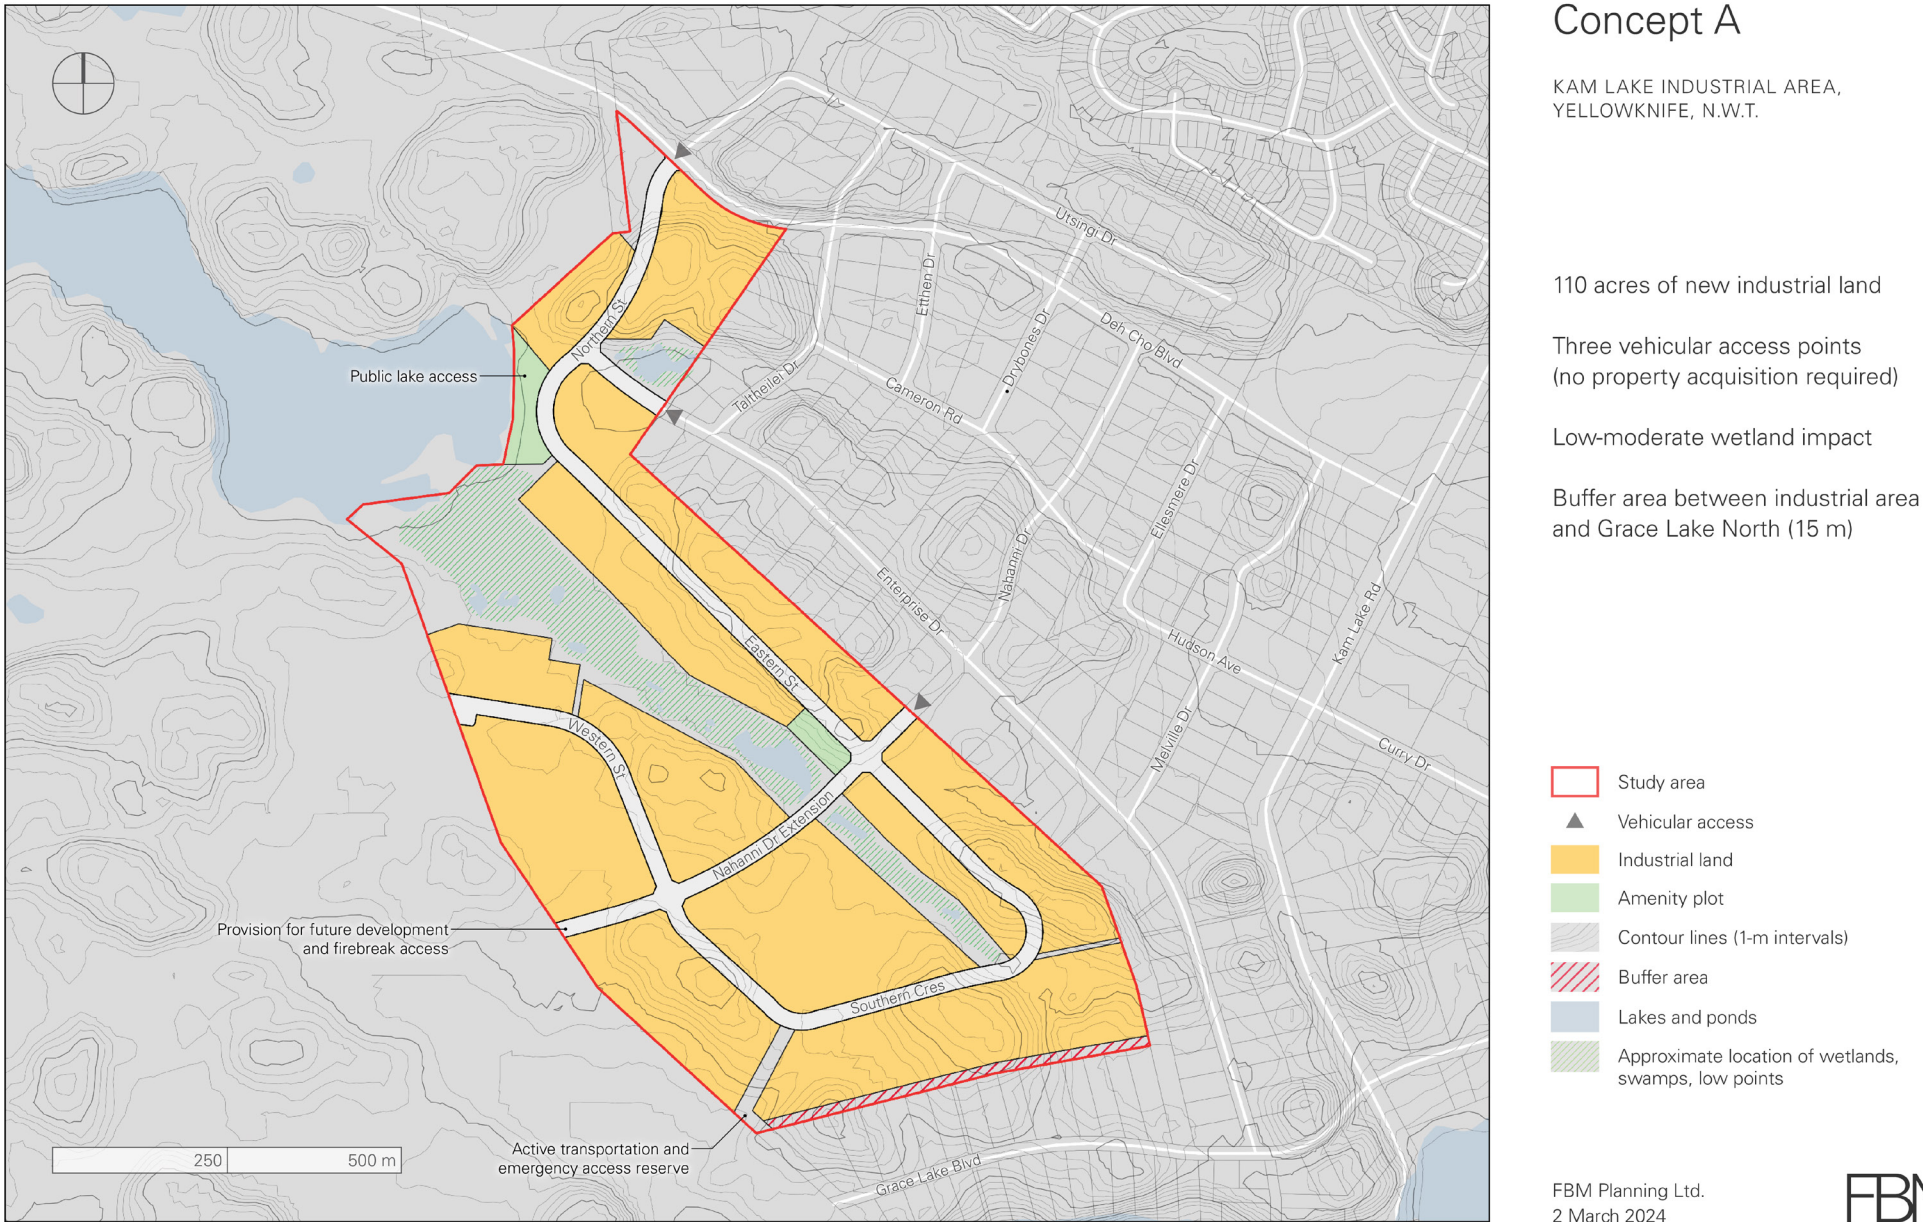 Concept A
KAM LAKE INDUSTRIAL AREA,
YELLOWKNIFE, N.W.T.
110 acres of new industrial land
Three vehicular access points
(no property acquisition required)
Low-moderate wetland impact
Buffer area between industrial area
and Grace Lake North (15 m)
Study area
Vehicular access
Industrial land
Amenity plot
Contour lines (1-m intervals)
Buffer area
Lakes and ponds
Approximate location of wetlands,
swamps, low points
FBM Planning Ltd.
2 March 2024
FBM
Utsingi Dr
Etthen Dr
Deh Cho Blvd
Drybones Dr
Northern St
Public lake access
Taltheilei Dr
Cameron Rd
Ellesmere Dr
Nahanni Dr
Enterprise Dr
Kam Lake Rd
Hudson Ave
Eastern St
Western St
Melville Dr
Curry Dr
Nahanni Dr Extension
Provision for future development
and firebreak access
Southern Cres
Active transportation and
emergency access reserve
Grace Lake Blvd
250
500 m